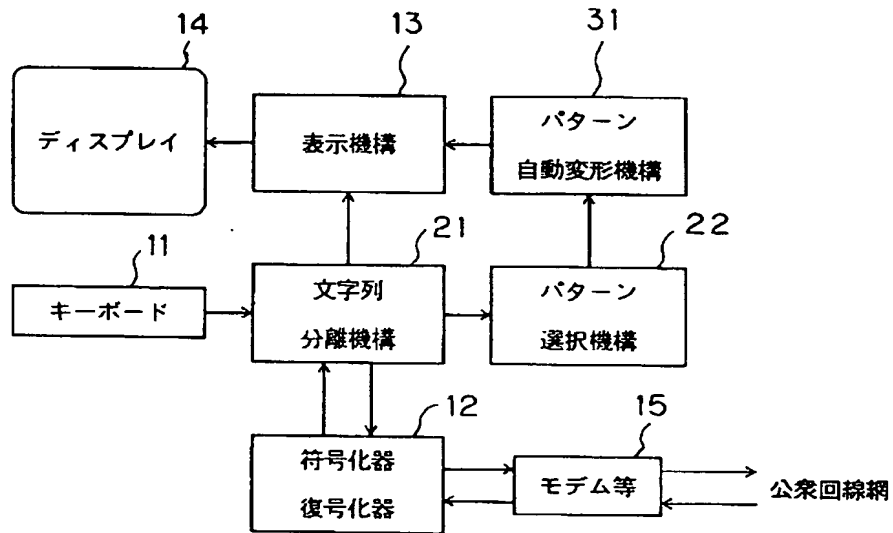 14
13
31
ディスプレイ
表示機構
パターン
自動変形機構
11
21
22
キーボード
文字列
分離機構
パターン
選択機構
12
15
符号化器
復号化器
モデム等
公衆回線網